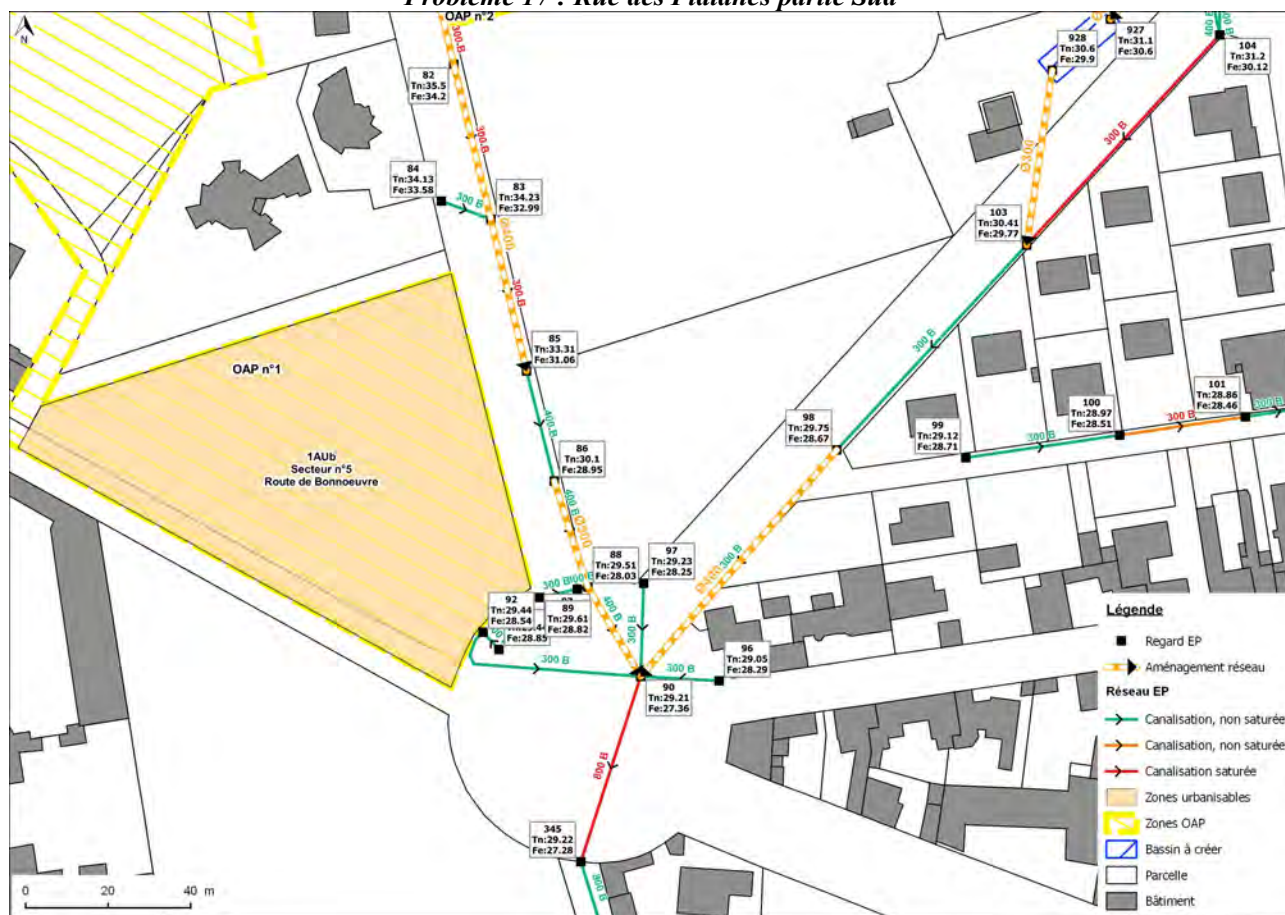 Problème 17 : Rue des Platanes partie Sud
OAP n°2
300 B
82
Tn:35.5
Fe:34.2
300 B
84
Tn:34.13
Fe:33.58
300 B
83
Tn:34.23
Fe:32.99
Ø400
300 B
85
Tn:33.31
Fe:31.06
400 B
86
Tn:30.1
Fe:28.95
400 B
Ø500
OAP n°1
1AUb
Secteur n°5
Route de Bonnoeuvre
928
Tn:30.6
Fe:29.9
927
Tn:31.1
Fe:30.6
400 B
104
Tn:31.2
Fe:30.12
300 B
Ø300
103
Tn:30.41
Fe:29.77
300 B
98
Tn:29.75
Fe:28.67
99
Tn:29.12
Fe:28.71
300 B
100
Tn:28.97
Fe:28.51
300 B
101
Tn:28.86
Fe:28.46
300 B
300 B
88
Tn:29.51
Fe:28.03
400 B
97
Tn:29.23
Fe:28.25
300 B
300 B
92
Tn:29.44
Fe:28.54
89
Tn:29.61
Fe:28.82
Fe:28.85
300 B
300 B
96
Tn:29.05
Fe:28.29
90
Tn:29.21
Fe:27.36
800 B
345
Tn:29.22
Fe:27.28
800 B
0 20 40 m
Légende
Regard EP
Aménagement réseau
Réseau EP
Canalisation, non saturée
Canalisation, non saturée
Canalisation saturée
Zones urbanisables
Zones OAP
Bassin à créer
Parcelle
Bâtiment